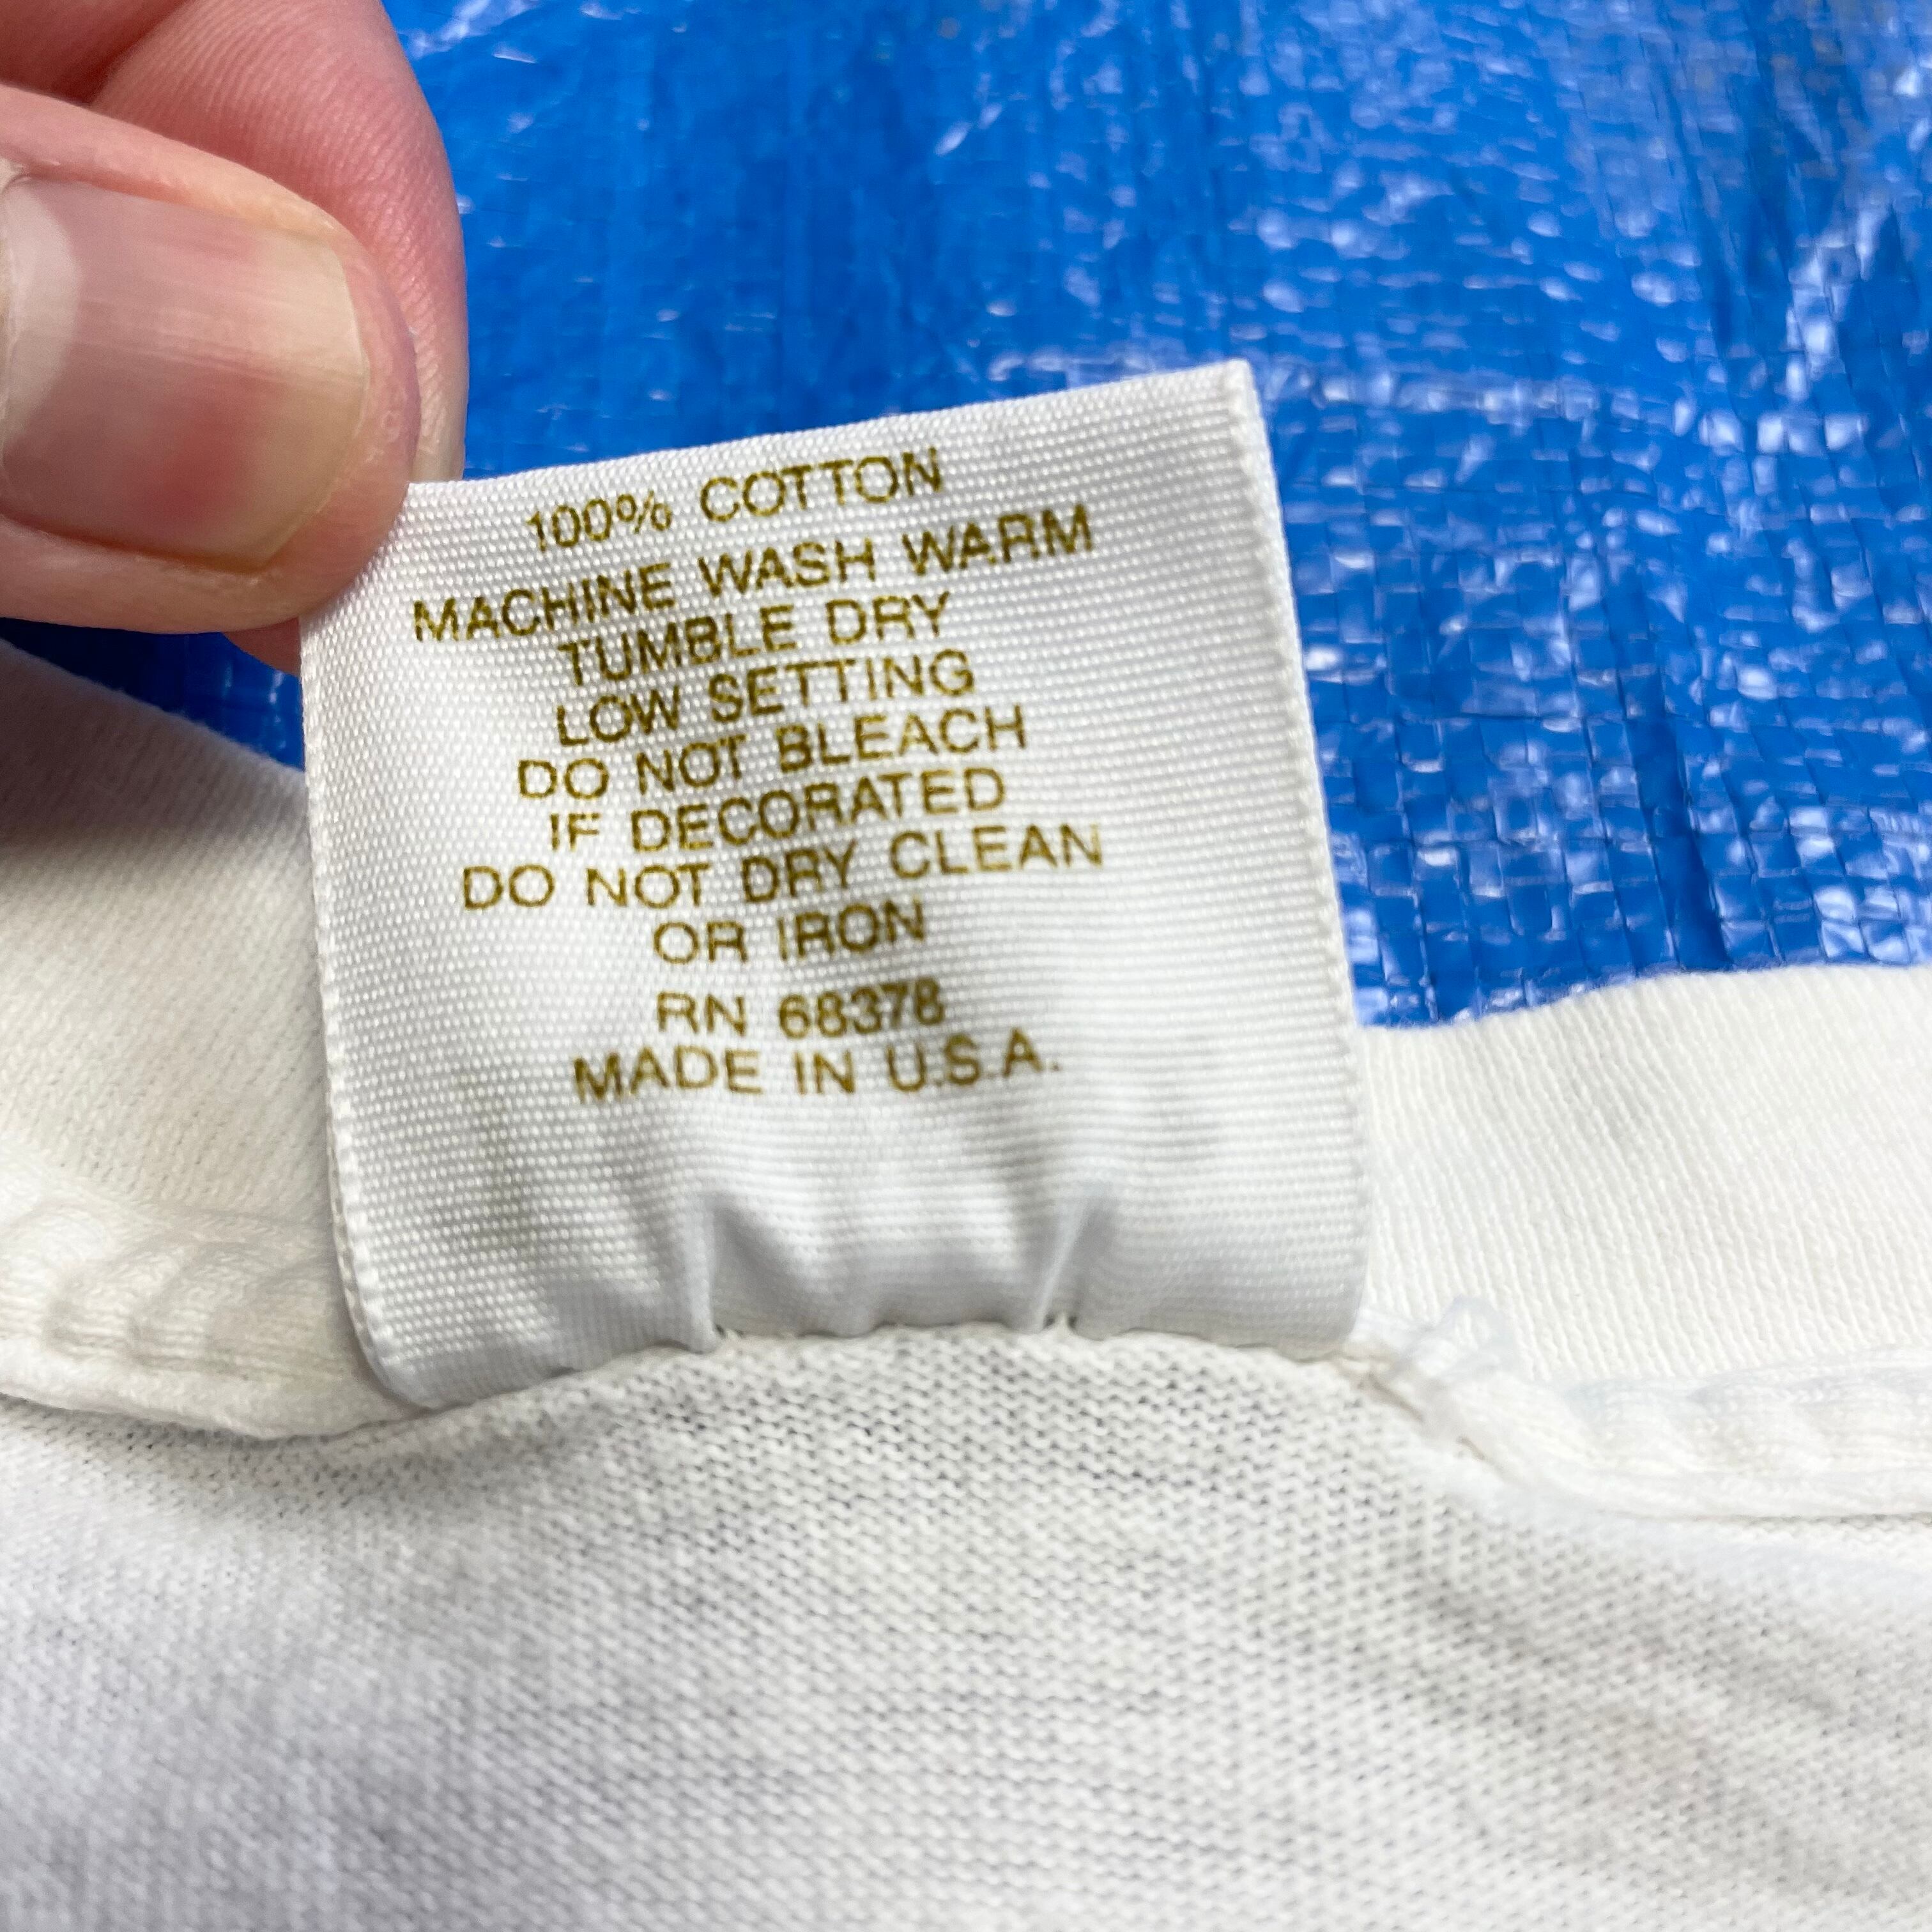 100% COTTON
MACHINE WASH WARM
TUMBLE DRY
LOW SETTING
DO NOT BLEACH
IF DECORATED
DO NOT DRY CLEAN
OR IRON
RN 68378
MADE IN U.S.A.